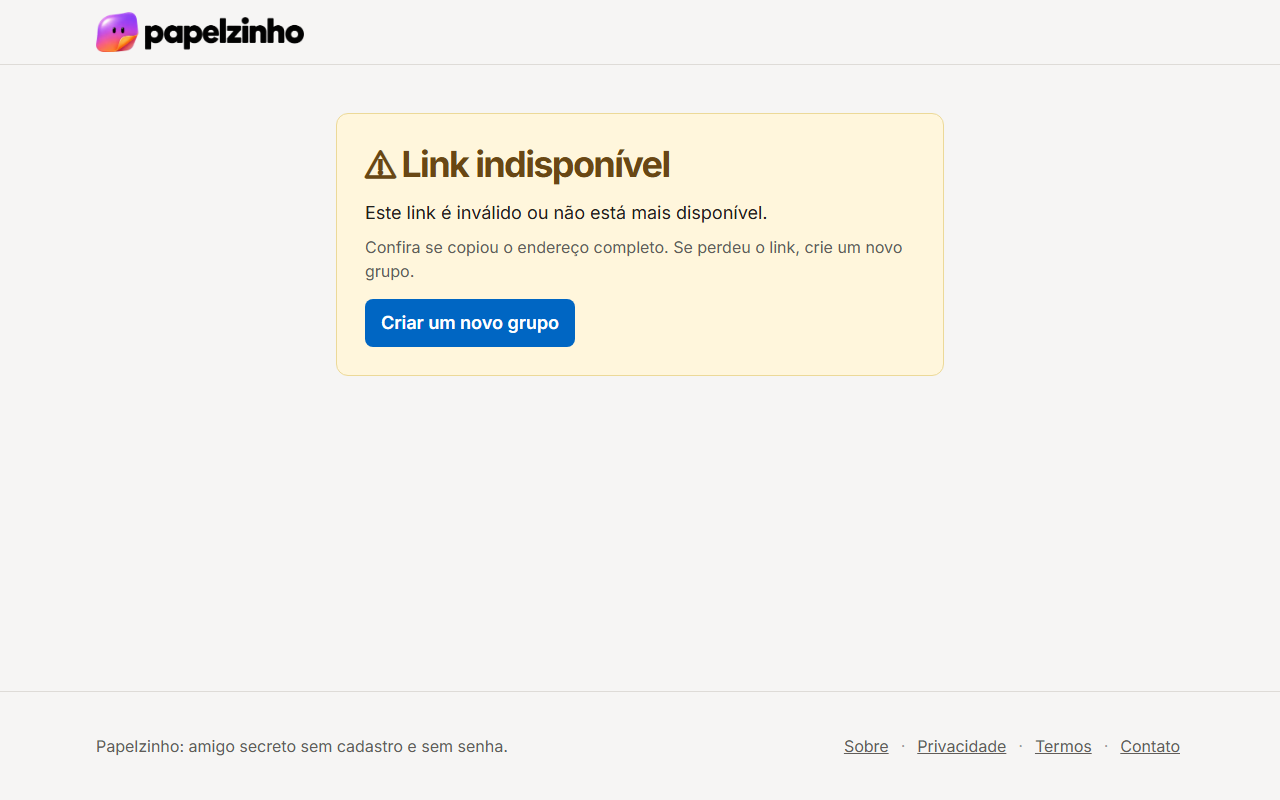 papelzinho
⚠ Link indisponível
Este link é inválido ou não está mais disponível.
Confira se copiou o endereço completo. Se perdeu o link, crie um novo
grupo.
Criar um novo grupo
Papelzinho: amigo secreto sem cadastro e sem senha.
Sobre · Privacidade · Termos · Contato